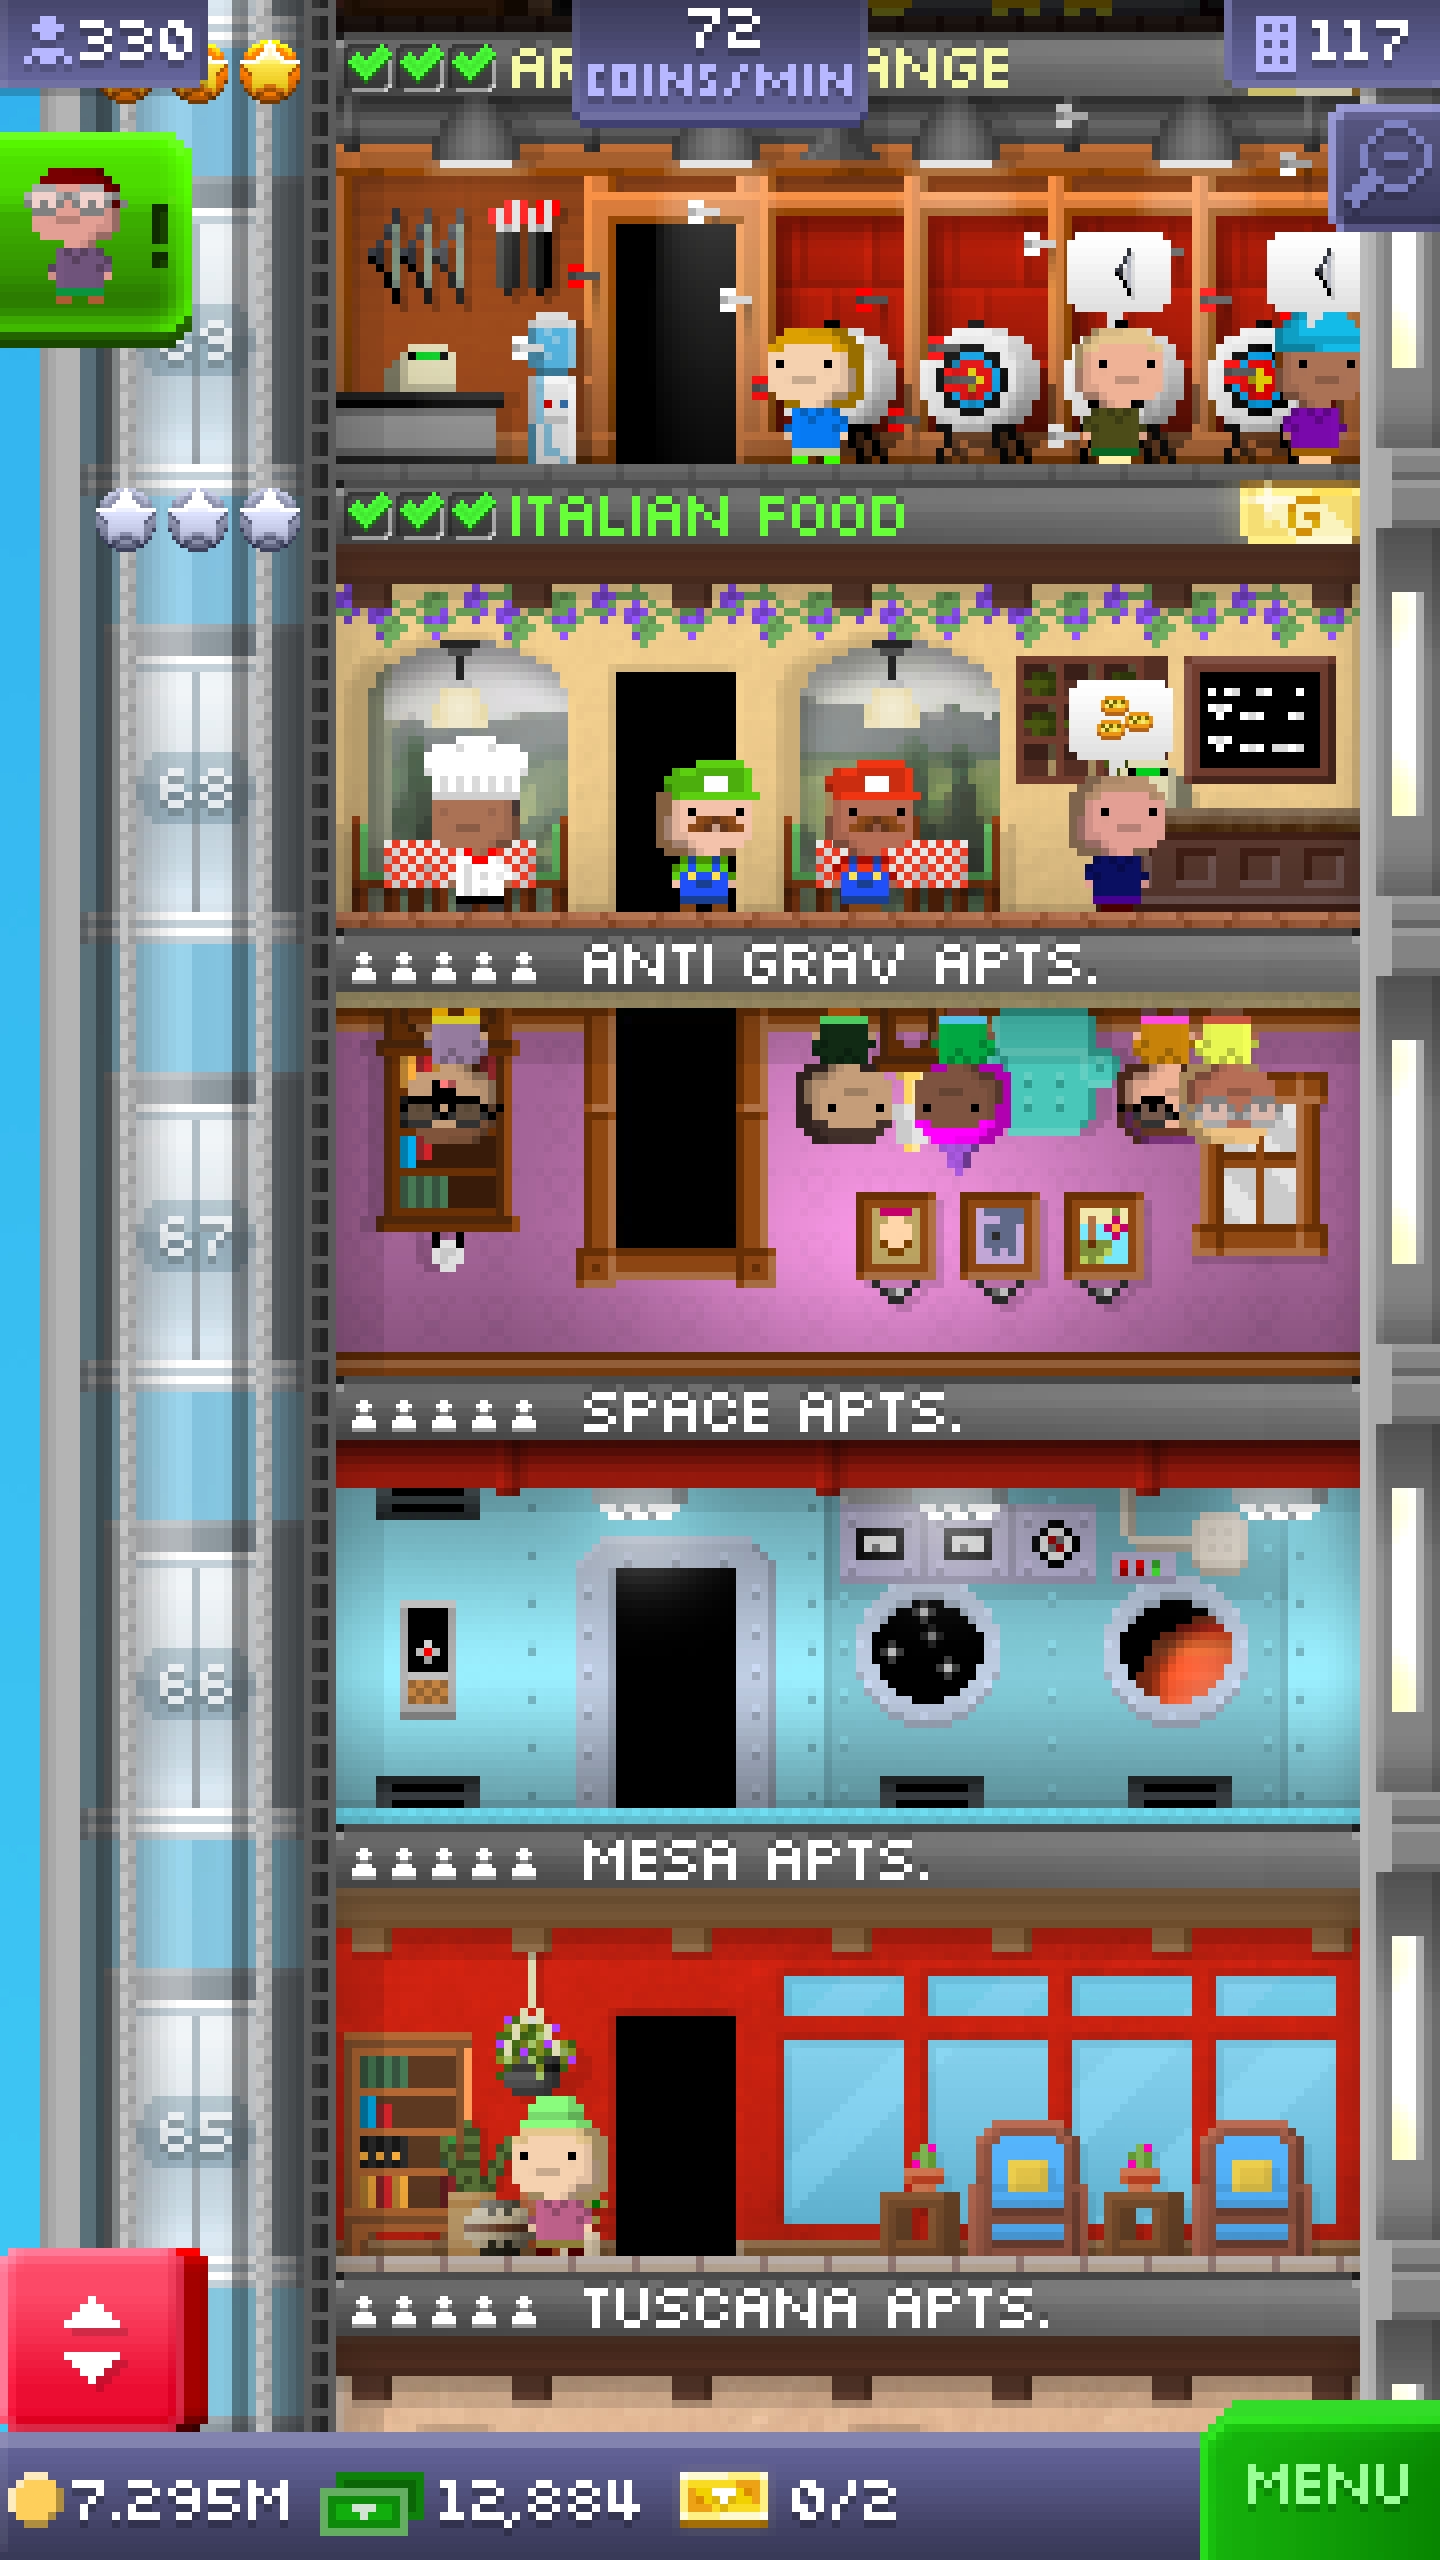 330
72
COINS/MIN
117
AR
ANGE
!
69
ITALIAN FOOD
G
68
ANTI GRAV APTS.
67
SPACE APTS.
66
MESA APTS.
65
TUSCANA APTS.
7.295M
12,884
0/2
MENU